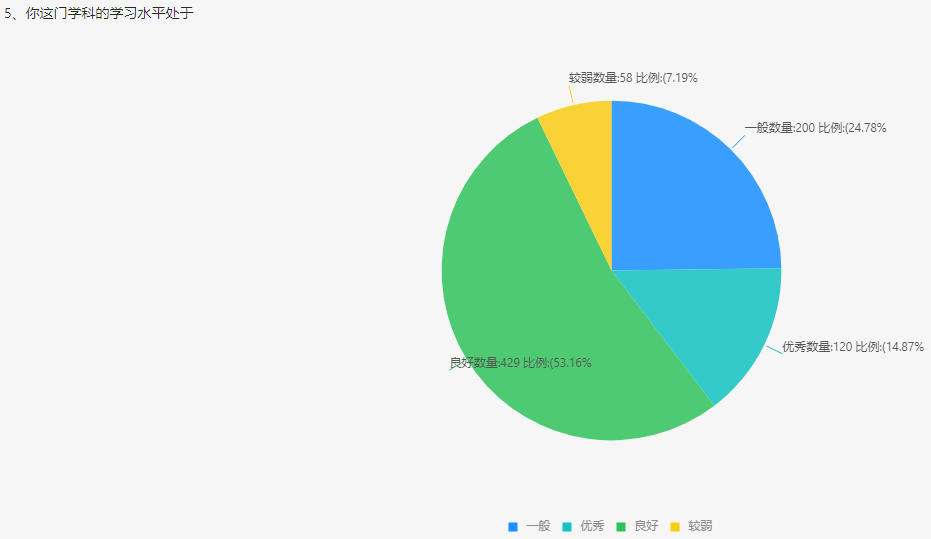 5、你这门学科的学习水平处于
较弱数量:58 比例:(7.19%
一般数量:200 比例:(24.78%
优秀数量:120 比例:(14.87%
良好数量:429 比例:(53.16%
一般 优秀 良好 较弱